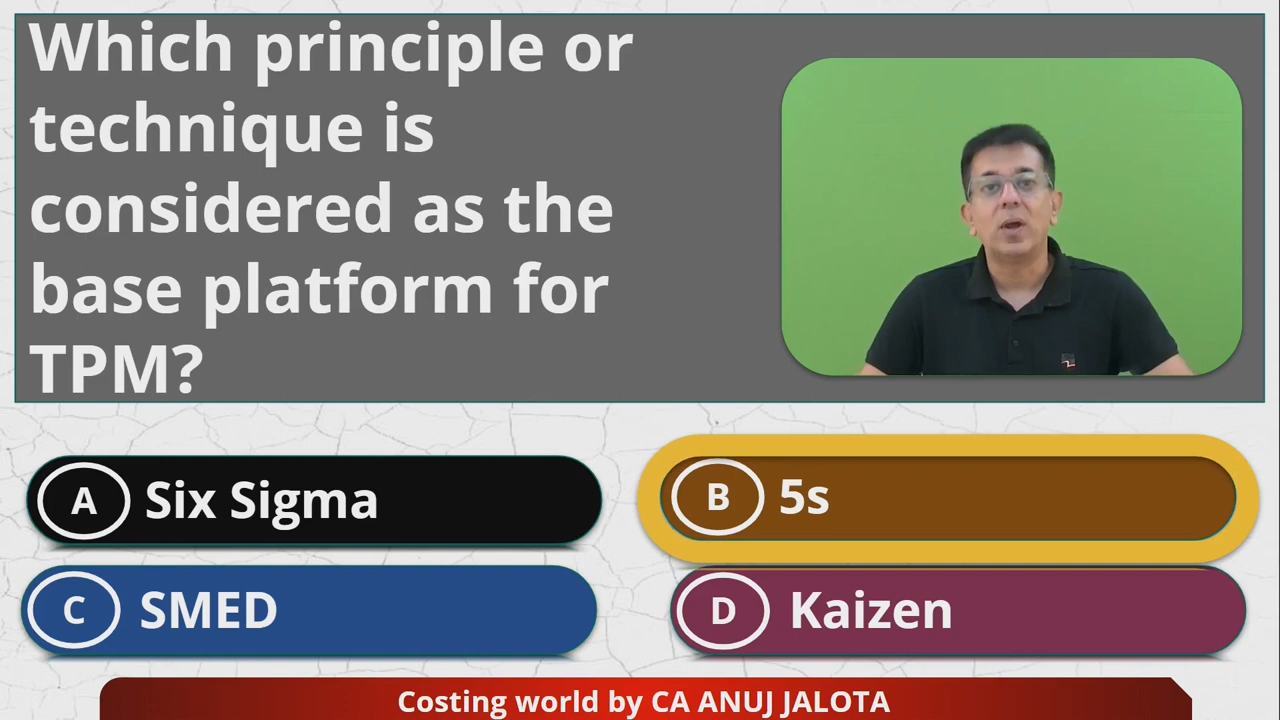 Which principle or
technique is
considered as the
base platform for
TPM?
A Six Sigma
B 5s
C SMED
D Kaizen
Costing world by CA ANUJ JALOTA